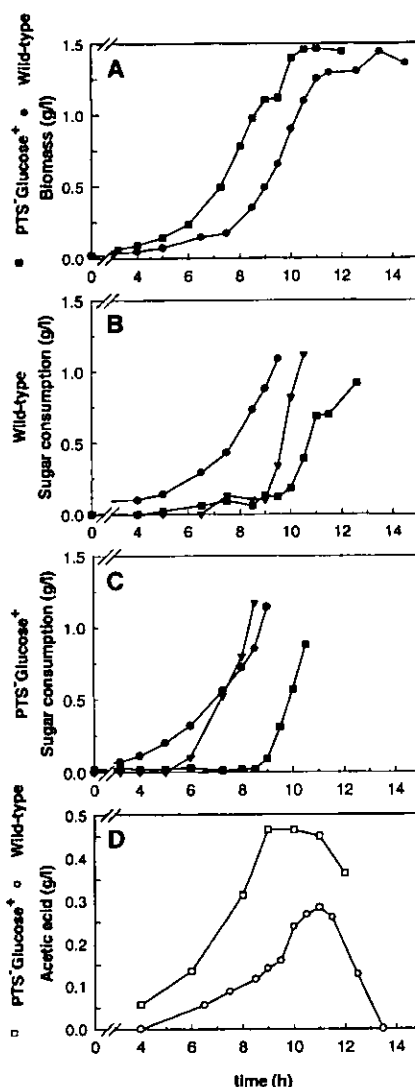 ■ PTS⁻Glucose⁺ ● Wild-type
Biomass (g/l)
A
1.5
1.0
0.5
0.0
0 4 6 8 10 12 14
Wild-type
Sugar consumption (g/l)
B
1.5
1.0
0.5
0.0
0 4 6 8 10 12 14
PTS⁻Glucose⁺
Sugar consumption (g/l)
C
1.5
1.0
0.5
0.0
0 4 6 8 10 12 14
□ PTS⁻Glucose⁺ ○ Wild-type
Acetic acid (g/l)
D
0.5
0.4
0.3
0.2
0.1
0.0
0 4 6 8 10 12 14
time (h)